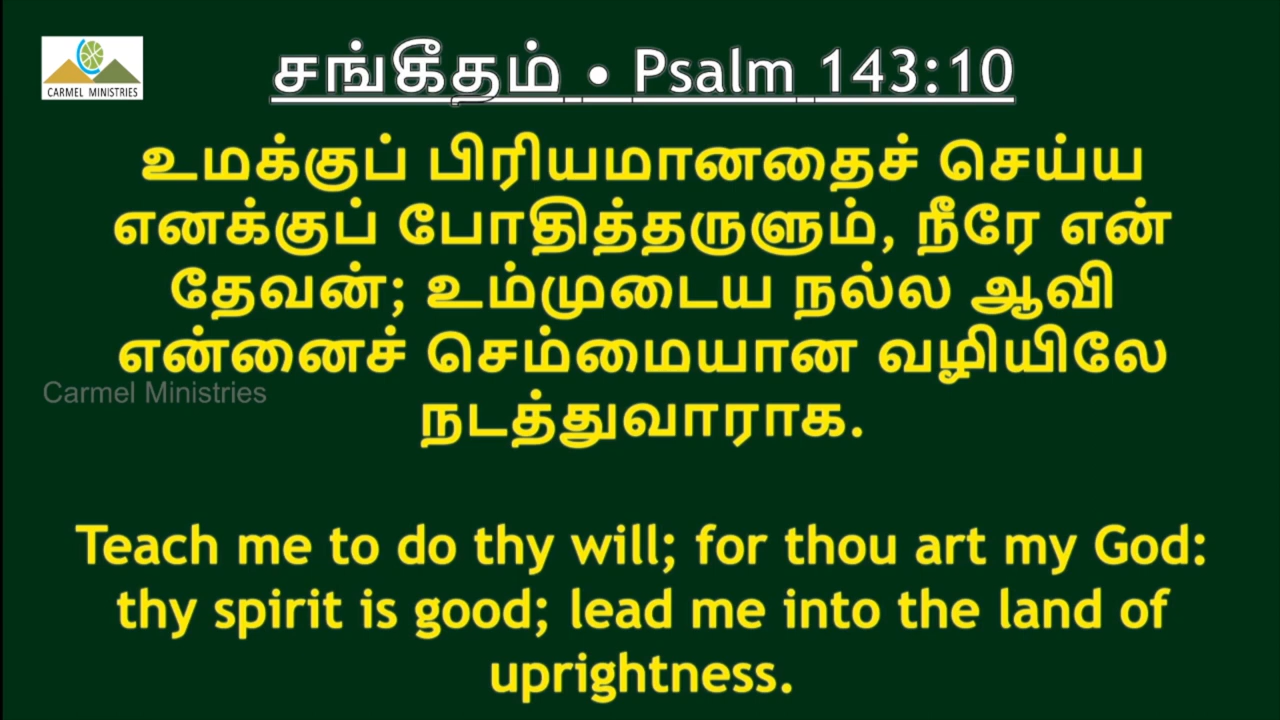 CARMEL MINISTRIES
சங்கீதம் • Psalm 143:10
உமக்குப் பிரியமானதைச் செய்ய
எனக்குப் போதித்தருளும், நீரே என்
தேவன்; உம்முடைய நல்ல ஆவி
என்னைச் செம்மையான வழியிலே
Carmel Ministries
நடத்துவாராக.
Teach me to do thy will; for thou art my God:
thy spirit is good; lead me into the land of
uprightness.